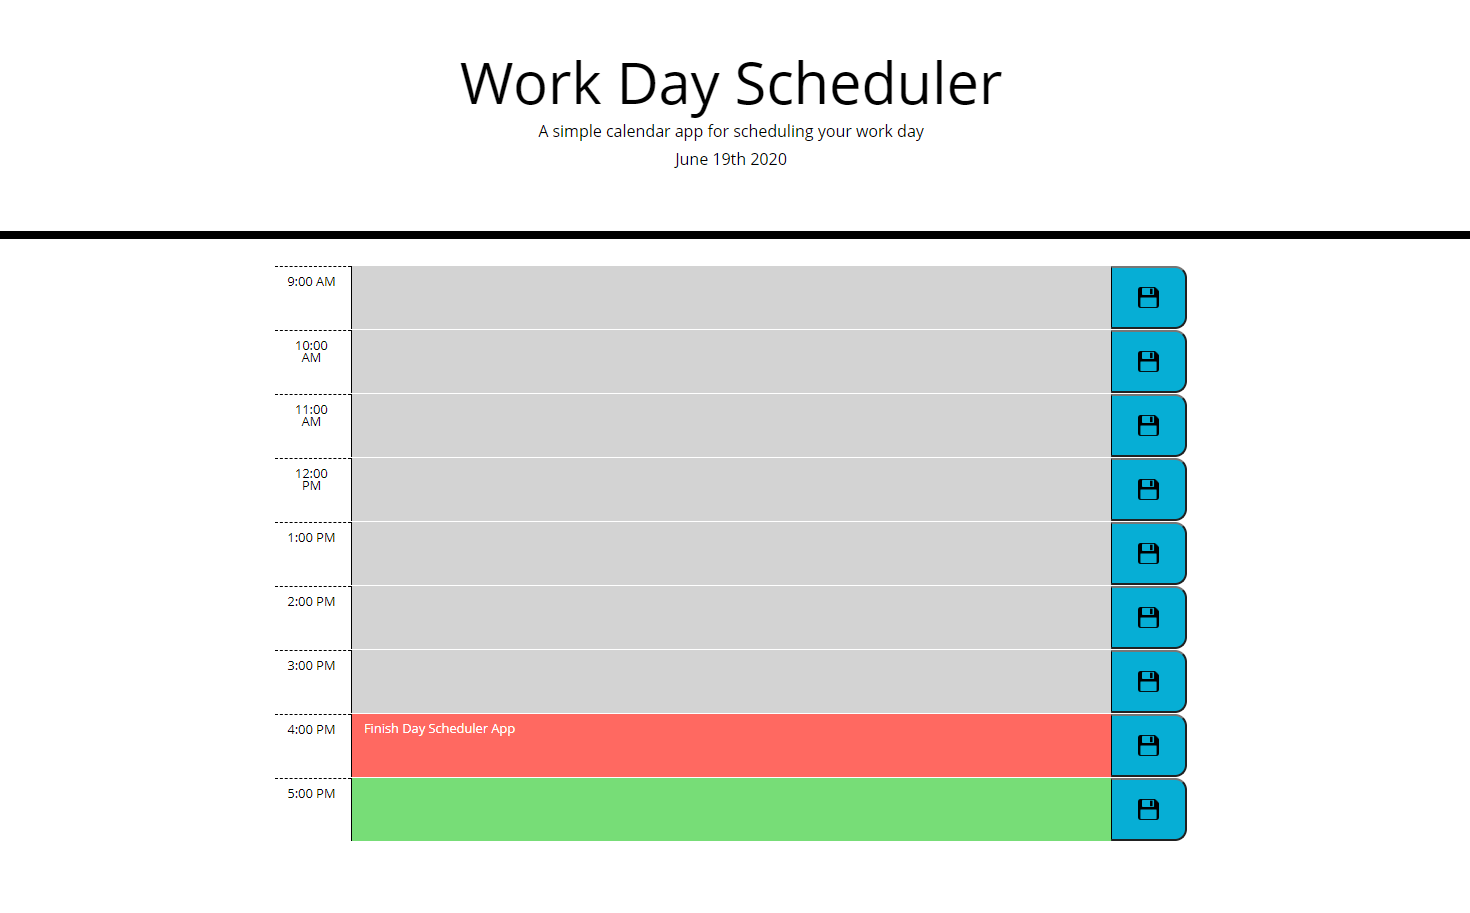 Work Day Scheduler
A simple calendar app for scheduling your work day
June 19th 2020
9:00 AM
10:00
AM
11:00
AM
12:00
PM
1:00 PM
2:00 PM
3:00 PM
4:00 PM
Finish Day Scheduler App
5:00 PM